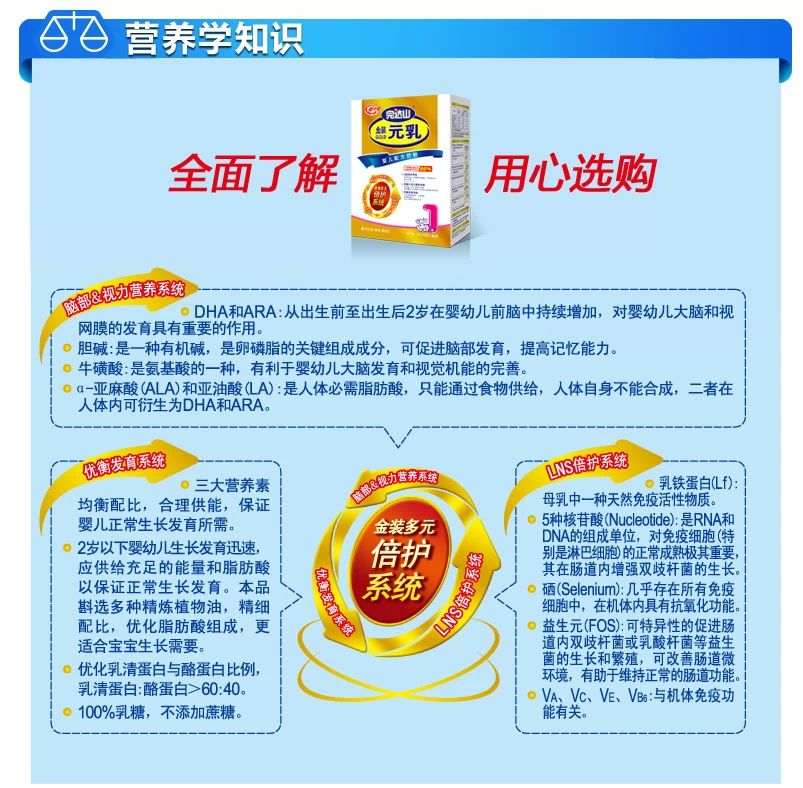 营养学知识
全面了解
用心选购
完达山
金装
GOLD
元乳
婴儿配方奶粉
20%
金装多元
倍护
系统
1
脑部&视力营养系统
DHA和ARA:从出生前至出生后2岁在婴幼儿前脑中持续增加，对婴幼儿大脑和视
网膜的发育具有重要的作用。
胆碱:是一种有机碱，是卵磷脂的关键组成成分，可促进脑部发育，提高记忆能力。
牛磺酸:是氨基酸的一种，有利于婴幼儿大脑发育和视觉机能的完善。
α-亚麻酸(ALA)和亚油酸(LA):是人体必需脂肪酸，只能通过食物供给，人体自身不能合成，二者在
人体内可衍生为DHA和ARA。
优衡发育系统
三大营养素
均衡配比，合理供能，保证
婴儿正常生长发育所需。
2岁以下婴幼儿生长发育迅速，
应供给充足的能量和脂肪酸
以保证正常生长发育。本品
斟选多种精炼植物油，精细
配比，优化脂肪酸组成，更
适合宝宝生长需要。
优化乳清蛋白与酪蛋白比例，
乳清蛋白:酪蛋白>60:40。
100%乳糖，不添加蔗糖。
脑部&视力营养系统
金装多元
倍护
系统
优衡发育系统
LNS倍护系统
LNS倍护系统
乳铁蛋白(Lf):
母乳中一种天然免疫活性物质。
5种核苷酸(Nucleotide):是RNA和
DNA的组成单位，对免疫细胞(特
别是淋巴细胞)的正常成熟极其重要，
其在肠道内增强双歧杆菌的生长。
硒(Selenium):几乎存在所有免疫
细胞中，在机体内具有抗氧化功能。
益生元(FOS):可特异性的促进肠
道内双歧杆菌或乳酸杆菌等益生
菌的生长和繁殖，可改善肠道微
环境，有助于维持正常的肠道功能。
VA、VC、VE、VB6:与机体免疫功
能有关。